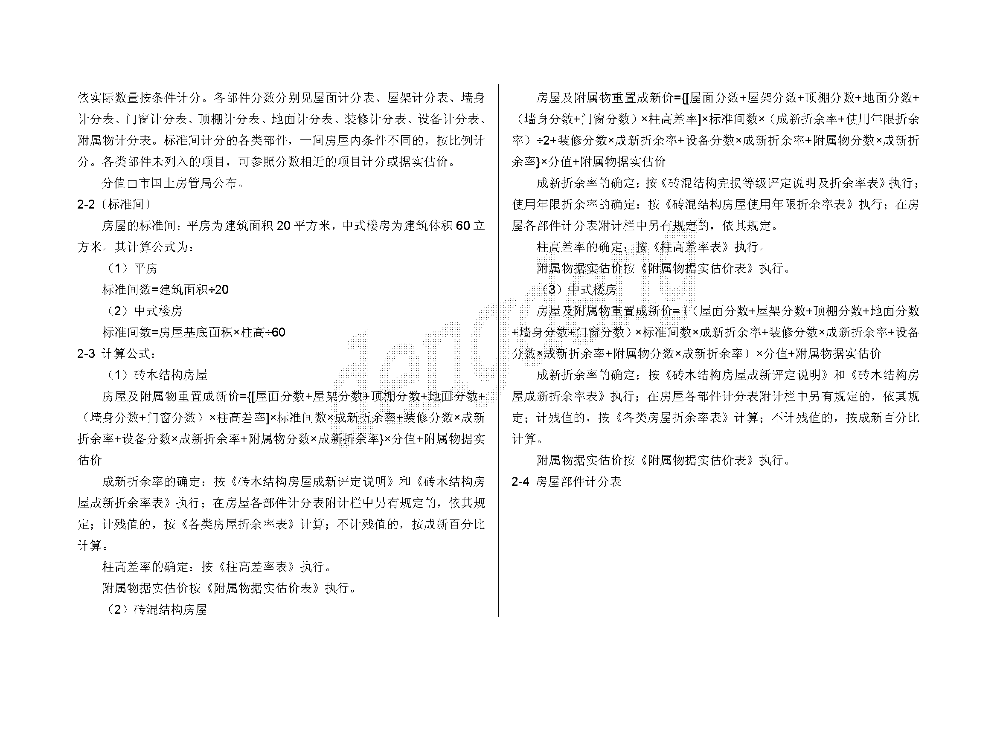 依实际数量按条件计分。各部件分数分别见屋面计分表、屋架计分表、墙身
计分表、门窗计分表、顶棚计分表、地面计分表、装修计分表、设备计分表、
附属物计分表。标准间计分的各类部件，一间房屋内条件不同的，按比例计
分。各类部件未列入的项目，可参照分数相近的项目计分或据实估价。
分值由市国土房管局公布。
2-2〔标准间〕
房屋的标准间：平房为建筑面积 20 平方米，中式楼房为建筑体积 60 立
方米。其计算公式为：
（1）平房
标准间数=建筑面积÷20
（2）中式楼房
标准间数=房屋基底面积×柱高÷60
2-3 计算公式：
（1）砖木结构房屋
房屋及附属物重置成新价={[屋面分数+屋架分数+顶棚分数+地面分数+
（墙身分数+门窗分数）×柱高差率]×标准间数×成新折余率+装修分数×成新
折余率+设备分数×成新折余率+附属物分数×成新折余率}×分值+附属物据实
估价
成新折余率的确定：按《砖木结构房屋成新评定说明》和《砖木结构房
屋成新折余率表》执行；在房屋各部件计分表附计栏中另有规定的，依其规
定；计残值的，按《各类房屋折余率表》计算；不计残值的，按成新百分比
计算。
柱高差率的确定：按《柱高差率表》执行。
附属物据实估价按《附属物据实估价表》执行。
（2）砖混结构房屋
房屋及附属物重置成新价={[屋面分数+屋架分数+顶棚分数+地面分数+
（墙身分数+门窗分数）×柱高差率]×标准间数×（成新折余率+使用年限折余
率）÷2+装修分数×成新折余率+设备分数×成新折余率+附属物分数×成新折
余率}×分值+附属物据实估价
成新折余率的确定：按《砖混结构完损等级评定说明及折余率表》执行；
使用年限折余率的确定：按《砖混结构房屋使用年限折余率表》执行；在房
屋各部件计分表附计栏中另有规定的，依其规定。
柱高差率的确定：按《柱高差率表》执行。
附属物据实估价按《附属物据实估价表》执行。
（3）中式楼房
房屋及附属物重置成新价=〔（屋面分数+屋架分数+顶棚分数+地面分数
+墙身分数+门窗分数）×标准间数×成新折余率+装修分数×成新折余率+设备
分数×成新折余率+附属物分数×成新折余率〕×分值+附属物据实估价
成新折余率的确定：按《砖木结构房屋成新评定说明》和《砖木结构房
屋成新折余率表》执行；在房屋各部件计分表附计栏中另有规定的，依其规
定；计残值的，按《各类房屋折余率表》计算；不计残值的，按成新百分比
计算。
附属物据实估价按《附属物据实估价表》执行。
2-4 房屋部件计分表
dengdeng